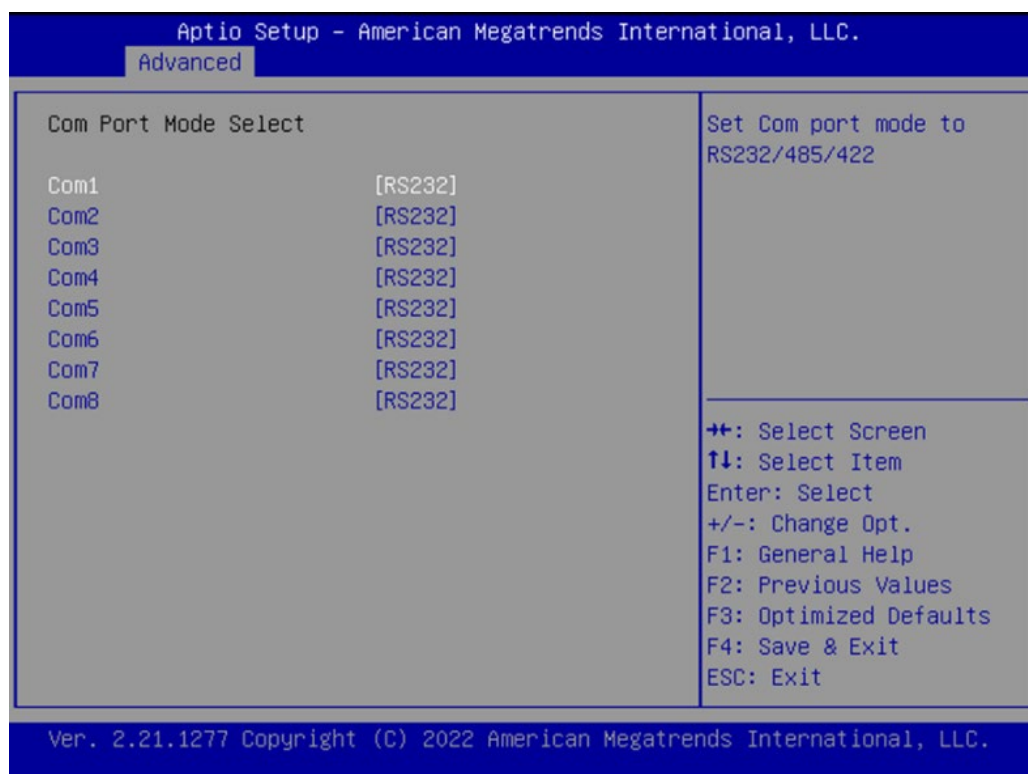 Aptio Setup – American Megatrends International, LLC.
Advanced
Com Port Mode Select
Com1 [RS232]
Com2 [RS232]
Com3 [RS232]
Com4 [RS232]
Com5 [RS232]
Com6 [RS232]
Com7 [RS232]
Com8 [RS232]
Set Com port mode to
RS232/485/422
→←: Select Screen
↑↓: Select Item
Enter: Select
+/-: Change Opt.
F1: General Help
F2: Previous Values
F3: Optimized Defaults
F4: Save & Exit
ESC: Exit
Ver. 2.21.1277 Copyright (C) 2022 American Megatrends International, LLC.